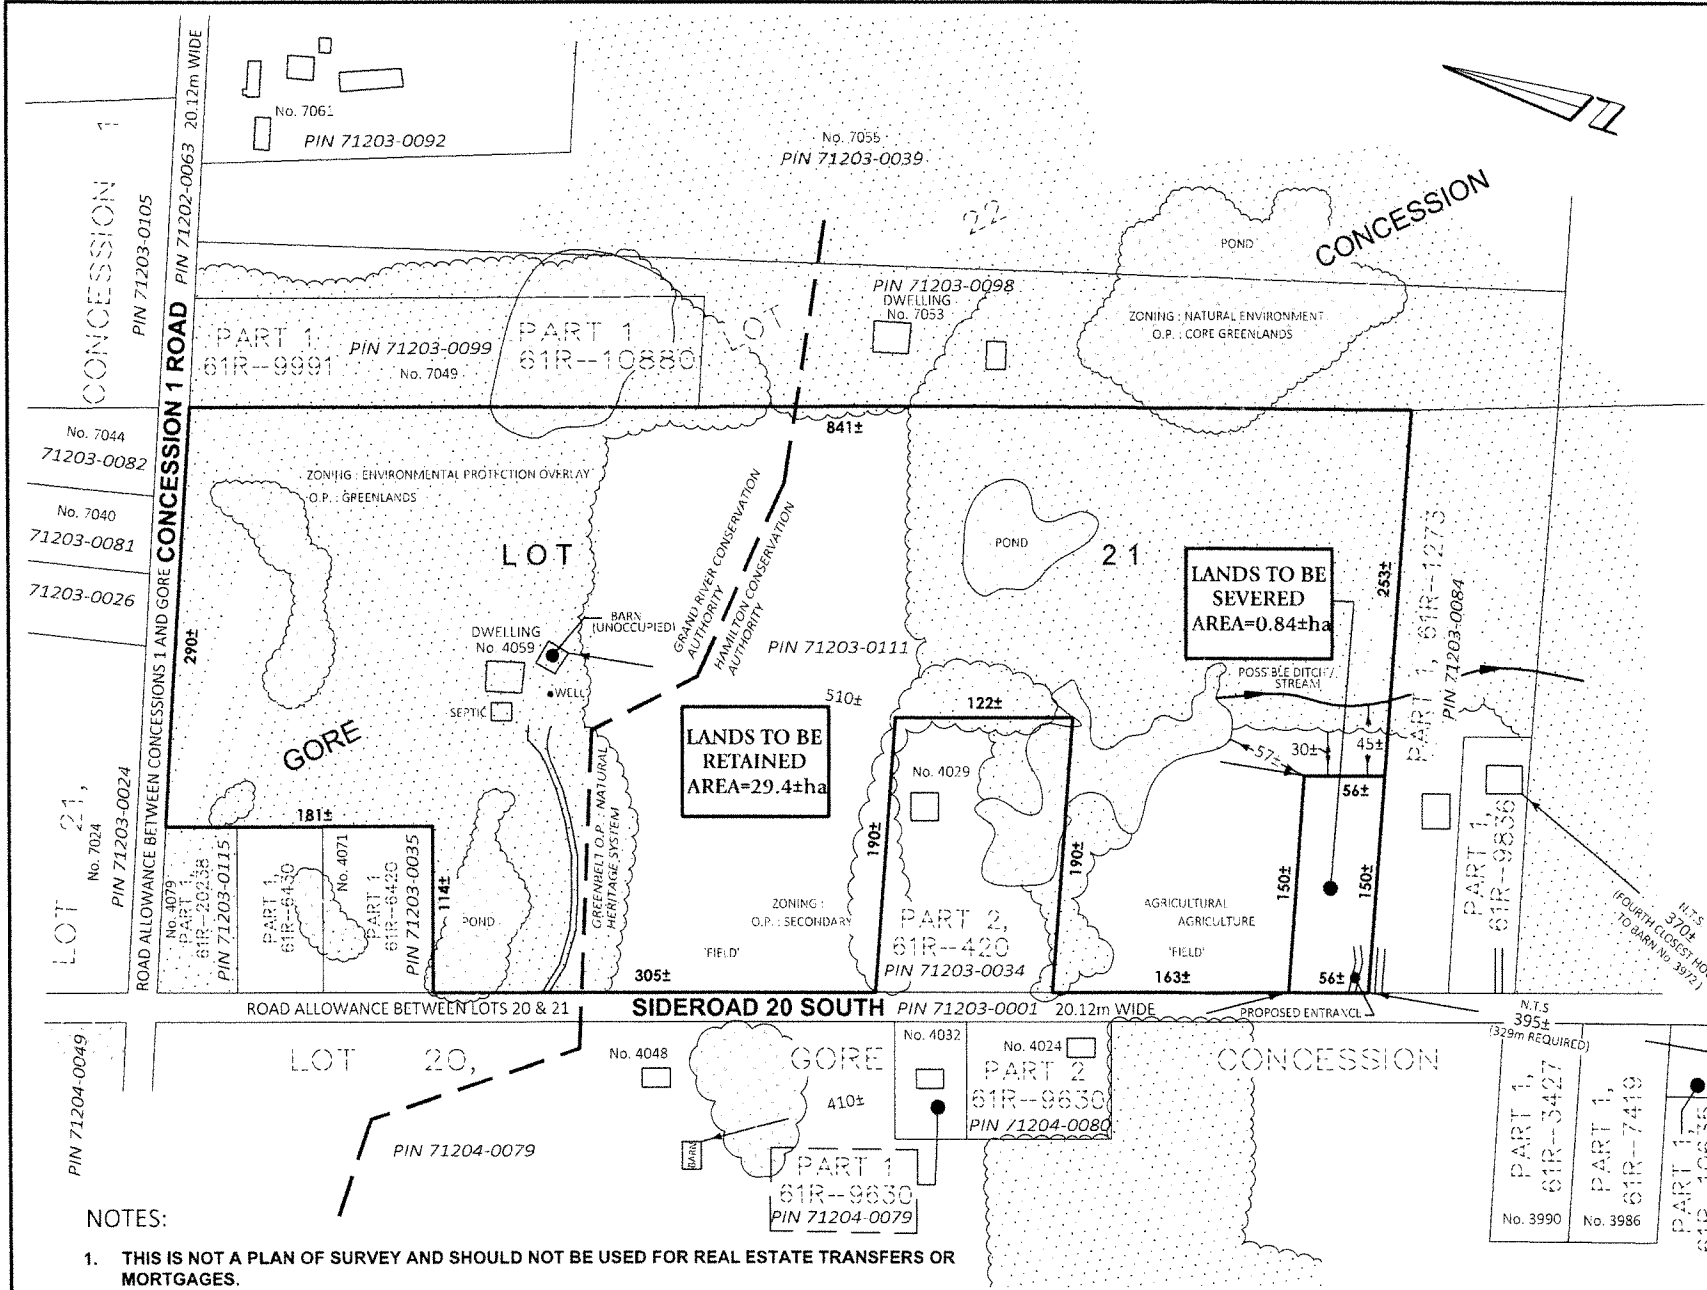 20.12m WIDE
PIN 71202-0063
CONCESSION 1 ROAD
ROAD ALLOWANCE BETWEEN CONCESSIONS 1 AND GORE
CONCESSION 1
PIN 71203-0105
No. 7061
PIN 71203-0092
No. 7055
PIN 71203-0039
22
CONCESSION
POND
ZONING : NATURAL ENVIRONMENT
O.P. : CORE GREENLANDS
PIN 71203-0098
DWELLING
No. 7053
LOT
PART 1
61R--9991
PIN 71203-0099
No. 7049
PART 1
61R--10880
No. 7044
71203-0082
No. 7040
71203-0081
71203-0026
841±
290±
253±
ZONING : ENVIRONMENTAL PROTECTION OVERLAY
O.P. : GREENLANDS
LOT
21
POND
GRAND RIVER CONSERVATION
AUTHORITY
HAMILTON CONSERVATION
AUTHORITY
LANDS TO BE
SEVERED
AREA=0.84±ha
PART 1, 61R--1273
PIN 71203-0084
BARN
(UNOCCUPIED)
DWELLING
No. 4059
WELL
SEPTIC
PIN 71203-0111
510±
POSSIBLE DITCH /
STREAM
GORE
LANDS TO BE
RETAINED
AREA=29.4±ha
122±
57±
30±
45±
56±
No. 4029
190±
190±
150±
150±
181±
114±
LOT 21,
No. 7024
PIN 71203-0024
No. 4079
PART 1,
61R--20238
PIN 71203-0115
PART 1,
61R--6430
No. 4071
PART 1
61R--6420
PIN 71203-0035
POND
GREENBELT O.P. : NATURAL
HERITAGE SYSTEM
ZONING :
O.P. : SECONDARY
AGRICULTURAL
AGRICULTURE
'FIELD'
'FIELD'
PART 2,
61R--420
PIN 71203-0034
PART 1,
61R--9836
N.T.S
370±
(FOURTH CLOSEST
TO BARN No. 3972)
305±
163±
56±
ROAD ALLOWANCE BETWEEN LOTS 20 & 21
SIDEROAD 20 SOUTH
PIN 71203-0001
20.12m WIDE
PROPOSED ENTRANCE
N.T.S
395±
(329m REQUIRED)
PIN 71204-0049
LOT 20,
GORE
CONCESSION
No. 4048
No. 4032
No. 4024
PART 2
61R--9630
PIN 71204-0080
410±
BARN
PIN 71204-0079
PART 1
61R--9630
PIN 71204-0079
PART 1,
61R--3427
No. 3990
PART 1,
61R--7419
No. 3986
PART 1,
NOTES:
1. THIS IS NOT A PLAN OF SURVEY AND SHOULD NOT BE USED FOR REAL ESTATE TRANSFERS OR
MORTGAGES.